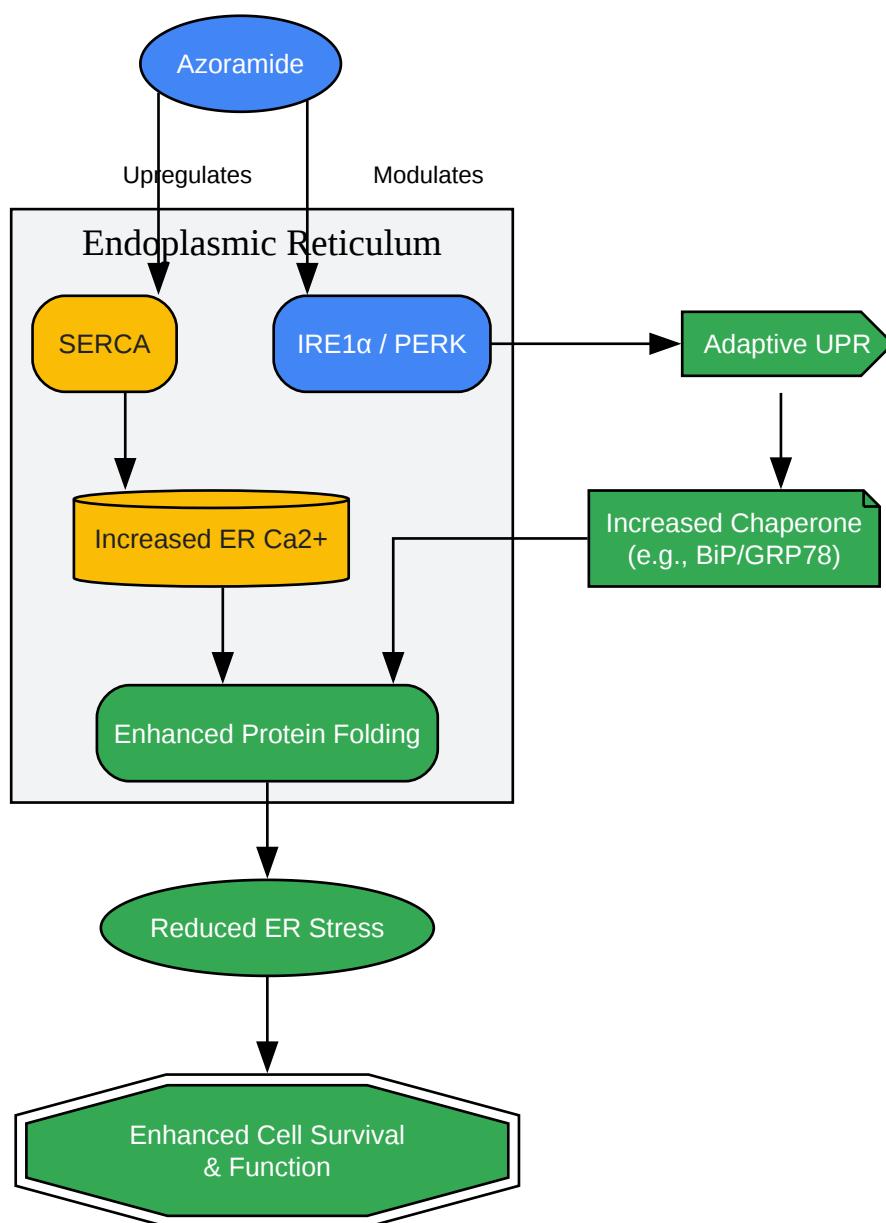 Azoramide
Upregulates
Modulates
Endoplasmic Reticulum
SERCA
IRE1α / PERK
Adaptive UPR
Increased ER Ca2+
Increased Chaperone
(e.g., BiP/GRP78)
Enhanced Protein Folding
Reduced ER Stress
Enhanced Cell Survival
& Function